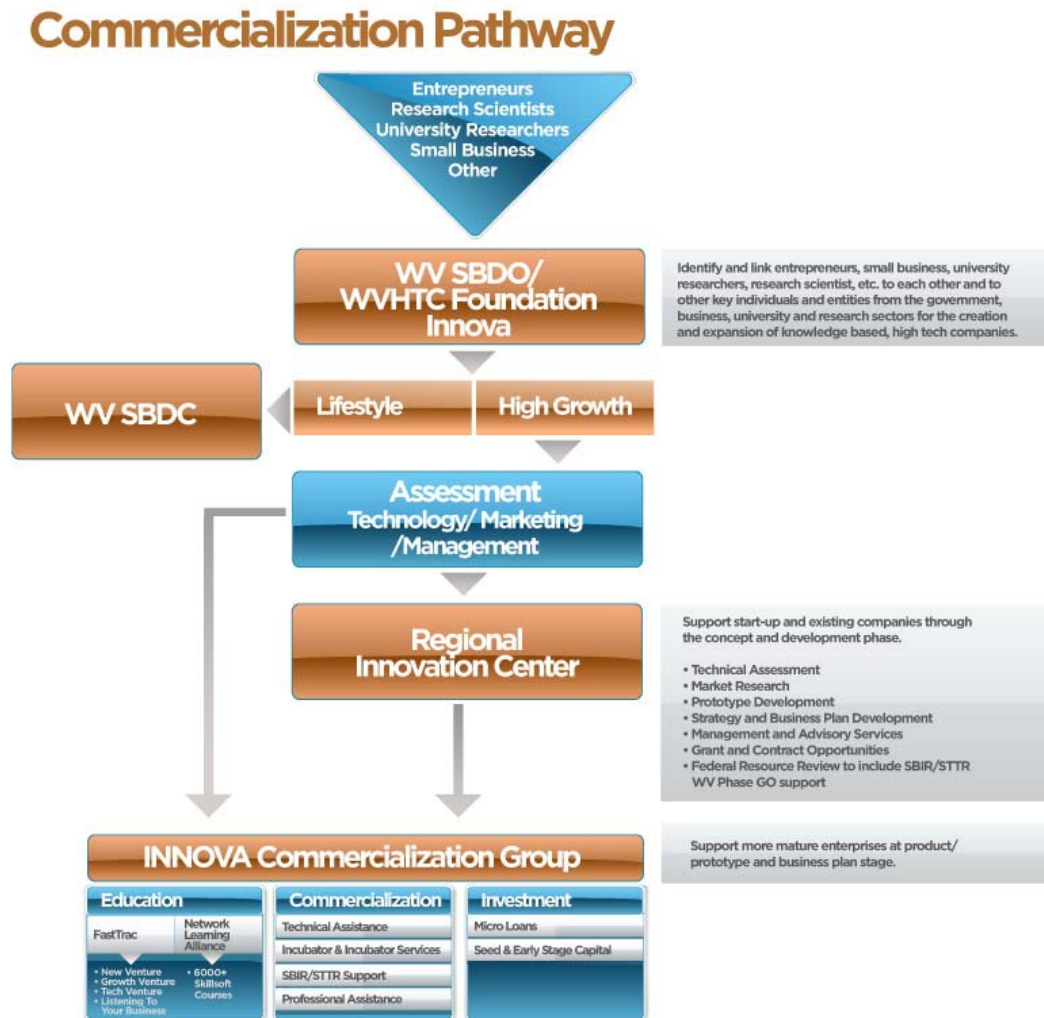 Commercialization Pathway
Entrepreneurs
Research Scientists
University Researchers
Small Business
Other
WV SBDO/
WVHTC Foundation
Innova
Identify and link entrepreneurs, small business, university
researchers, research scientist, etc. to each other and to
other key individuals and entities from the government,
business, university and research sectors for the creation
and expansion of knowledge based, high tech companies.
WV SBDC
Lifestyle
High Growth
Assessment
Technology/ Marketing
/Management
Regional
Innovation Center
Support start-up and existing companies through
the concept and development phase.
• Technical Assessment
• Market Research
• Prototype Development
• Strategy and Business Plan Development
• Management and Advisory Services
• Grant and Contract Opportunities
• Federal Resource Review to include SBIR/STTR
WV Phase GO support
INNOVA Commercialization Group
Support more mature enterprises at product/
prototype and business plan stage.
Education
FastTrac
• New Venture
• Growth Venture
• Tech Venture
• Listening To
Your Business
Network
Learning
Alliance
• 6000+
Skillsoft
Courses
Commercialization
Technical Assistance
Incubator & Incubator Services
SBIR/STTR Support
Professional Assistance
Investment
Micro Loans
Seed & Early Stage Capital